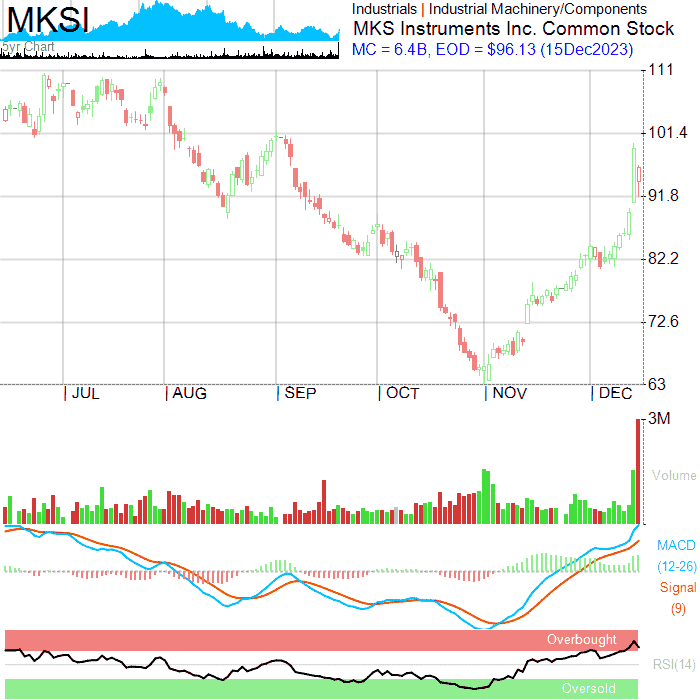 MKSI
5yr Chart
Industrials | Industrial Machinery/Components
MKS Instruments Inc. Common Stock
MC = 6.4B, EOD = $96.13 (15Dec2023)
111
101.4
91.8
82.2
72.6
63
JUL AUG SEP OCT NOV DEC
3M
Volume
MACD
(12-26)
Signal
(9)
Overbought
RSI(14)
Oversold